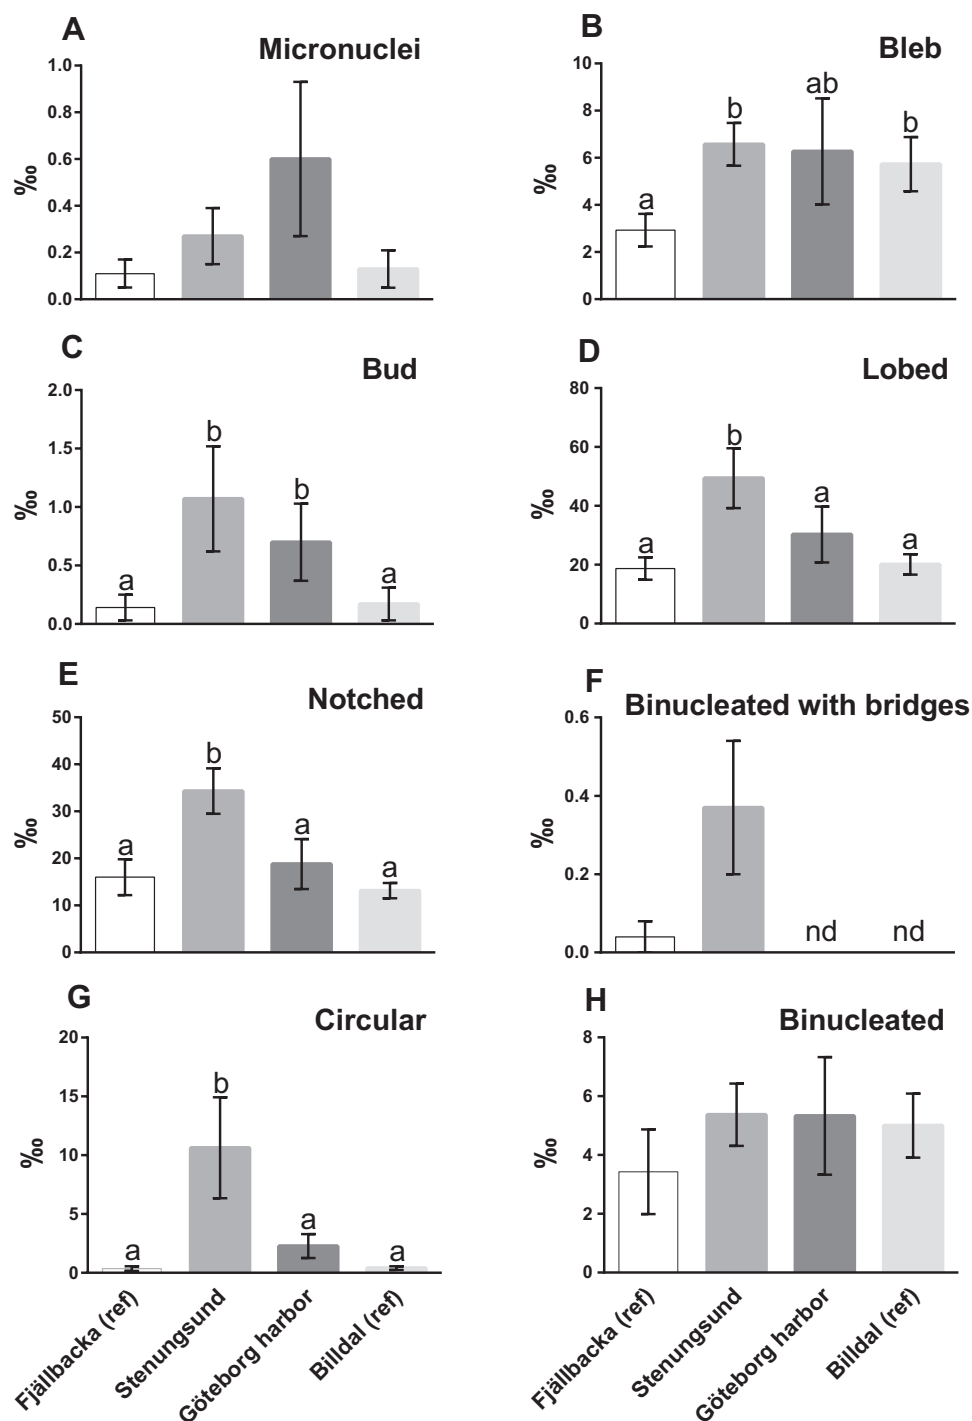 A
Micronuclei
1.0
0.8
0.6
0.4
0.2
0.0
‰
B
Bleb
10
8
6
4
2
0
‰
a
b
ab
b
C
Bud
2.0
1.5
1.0
0.5
0.0
‰
a
b
b
a
D
Lobed
80
60
40
20
0
‰
a
b
a
a
E
Notched
50
40
30
20
10
0
‰
a
b
a
a
F
Binucleated with bridges
0.6
0.4
0.2
0.0
‰
nd
nd
G
Circular
20
15
10
5
0
‰
a
b
a
a
Fjällbacka (ref)
Stenungsund
Göteborg harbor
Billdal (ref)
H
Binucleated
8
6
4
2
0
‰
Fjällbacka (ref)
Stenungsund
Göteborg harbor
Billdal (ref)